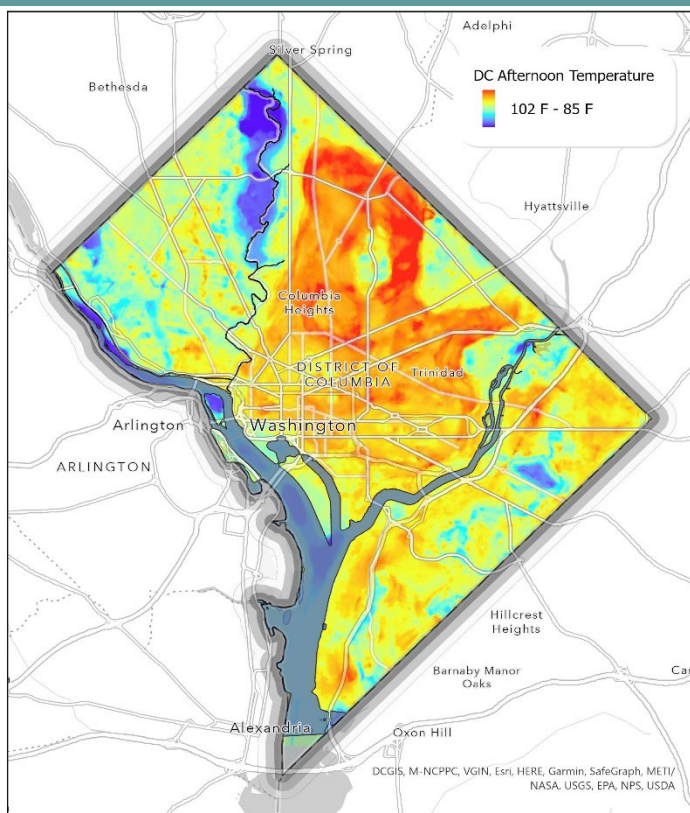 Adelphi
Silver Spring
Bethesda
DC Afternoon Temperature
102 F - 85 F
Hyattsville
Columbia
Heights
DISTRICT OF
COLUMBIA
Trinidad
Arlington
Washington
ARLINGTON
Hillcrest
Heights
Barnaby Manor
Oaks
Ca
Alexandria
Oxon Hill
DCGIS, M-NCPPC, VGIN, Esri, HERE, Garmin, SafeGraph, METI/
NASA, USGS, EPA, NPS, USDA